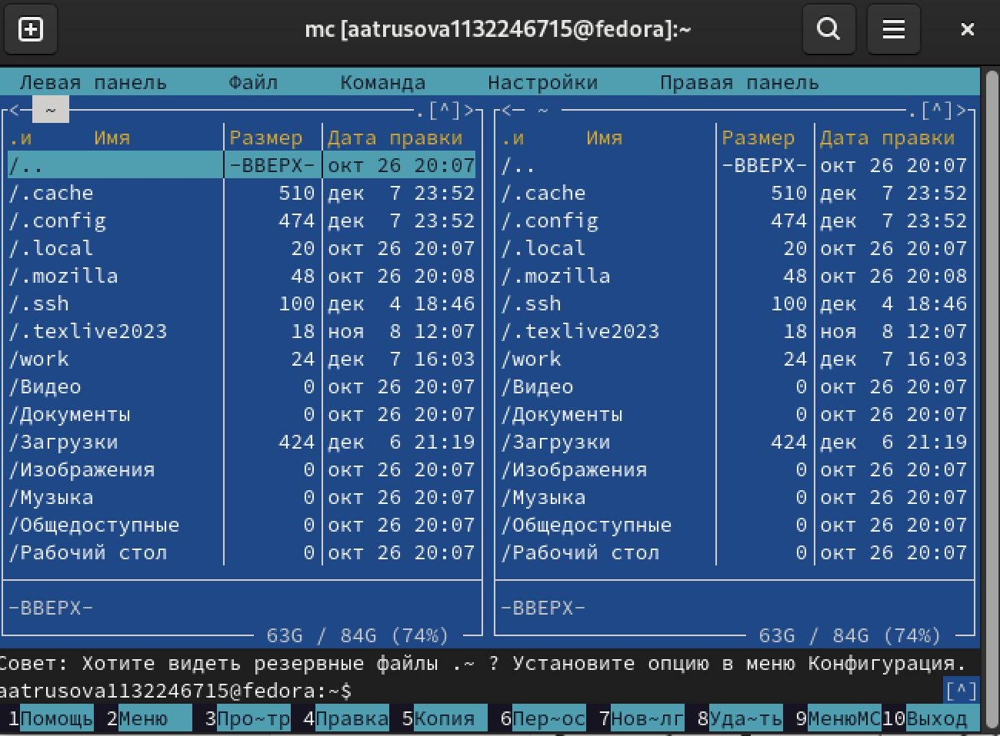 mc [aatrusova1132246715@fedora]:~
Левая панель Файл Команда Настройки Правая панель
<─ ~ .[^]> <─ ~ .[^]>
.и Имя Размер Дата правки .и Имя Размер Дата правки
/.. -ВВЕРХ- окт 26 20:07 /.. -ВВЕРХ- окт 26 20:07
/.cache 510 дек 7 23:52 /.cache 510 дек 7 23:52
/.config 474 дек 7 23:52 /.config 474 дек 7 23:52
/.local 20 окт 26 20:07 /.local 20 окт 26 20:07
/.mozilla 48 окт 26 20:08 /.mozilla 48 окт 26 20:08
/.ssh 100 дек 4 18:46 /.ssh 100 дек 4 18:46
/.texlive2023 18 ноя 8 12:07 /.texlive2023 18 ноя 8 12:07
/work 24 дек 7 16:03 /work 24 дек 7 16:03
/Видео 0 окт 26 20:07 /Видео 0 окт 26 20:07
/Документы 0 окт 26 20:07 /Документы 0 окт 26 20:07
/Загрузки 424 дек 6 21:19 /Загрузки 424 дек 6 21:19
/Изображения 0 окт 26 20:07 /Изображения 0 окт 26 20:07
/Музыка 0 окт 26 20:07 /Музыка 0 окт 26 20:07
/Общедоступные 0 окт 26 20:07 /Общедоступные 0 окт 26 20:07
/Рабочий стол 0 окт 26 20:07 /Рабочий стол 0 окт 26 20:07
-ВВЕРХ- -ВВЕРХ-
63G / 84G (74%) 63G / 84G (74%)
Совет: Хотите видеть резервные файлы .~ ? Установите опцию в меню Конфигурация.
aatrusova1132246715@fedora:~$ [^]
1Помощь 2Меню 3Про~тр 4Правка 5Копия 6Пер~ос 7Нов~лг 8Уда~ть 9МенюMC 10Выход